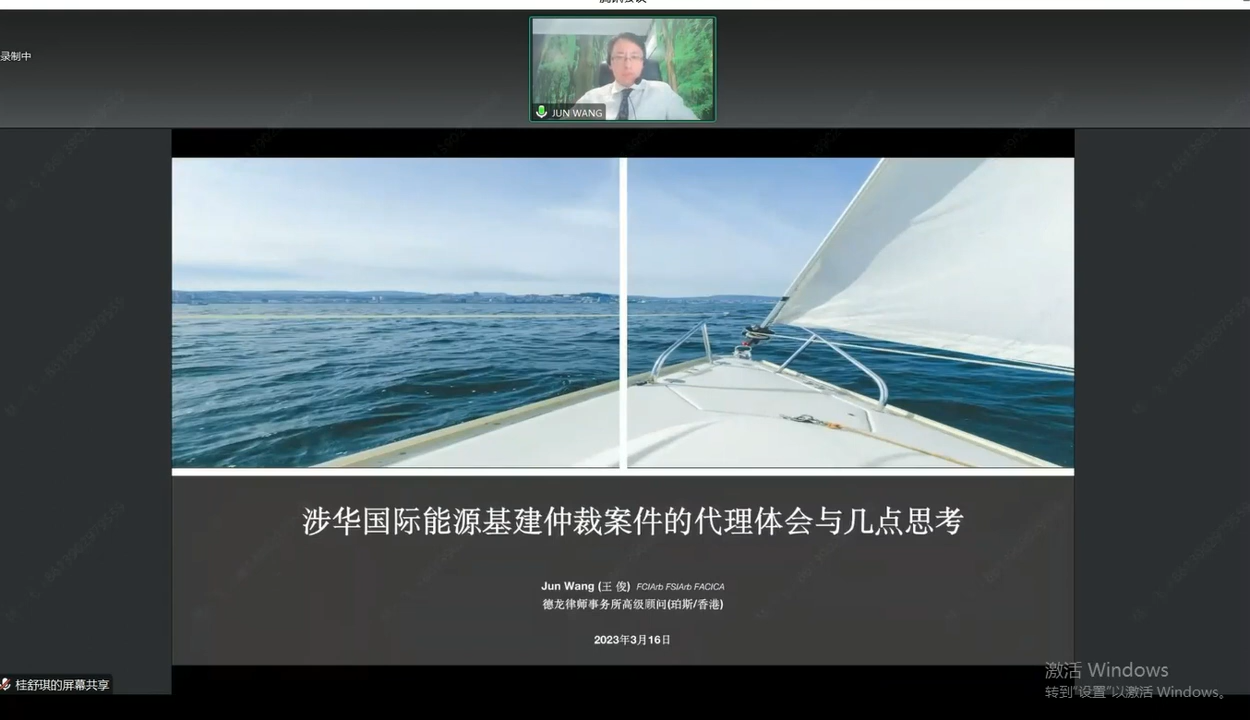 录制中
JUN WANG
涉华国际能源基建仲裁案件的代理体会与几点思考
Jun Wang (王 俊) FCIArb FSIArb FACICA
德龙律师事务所高级顾问(珀斯/香港)
2023年3月16日
激活 Windows
转到“设置”以激活 Windows。
桂舒琪的屏幕共享